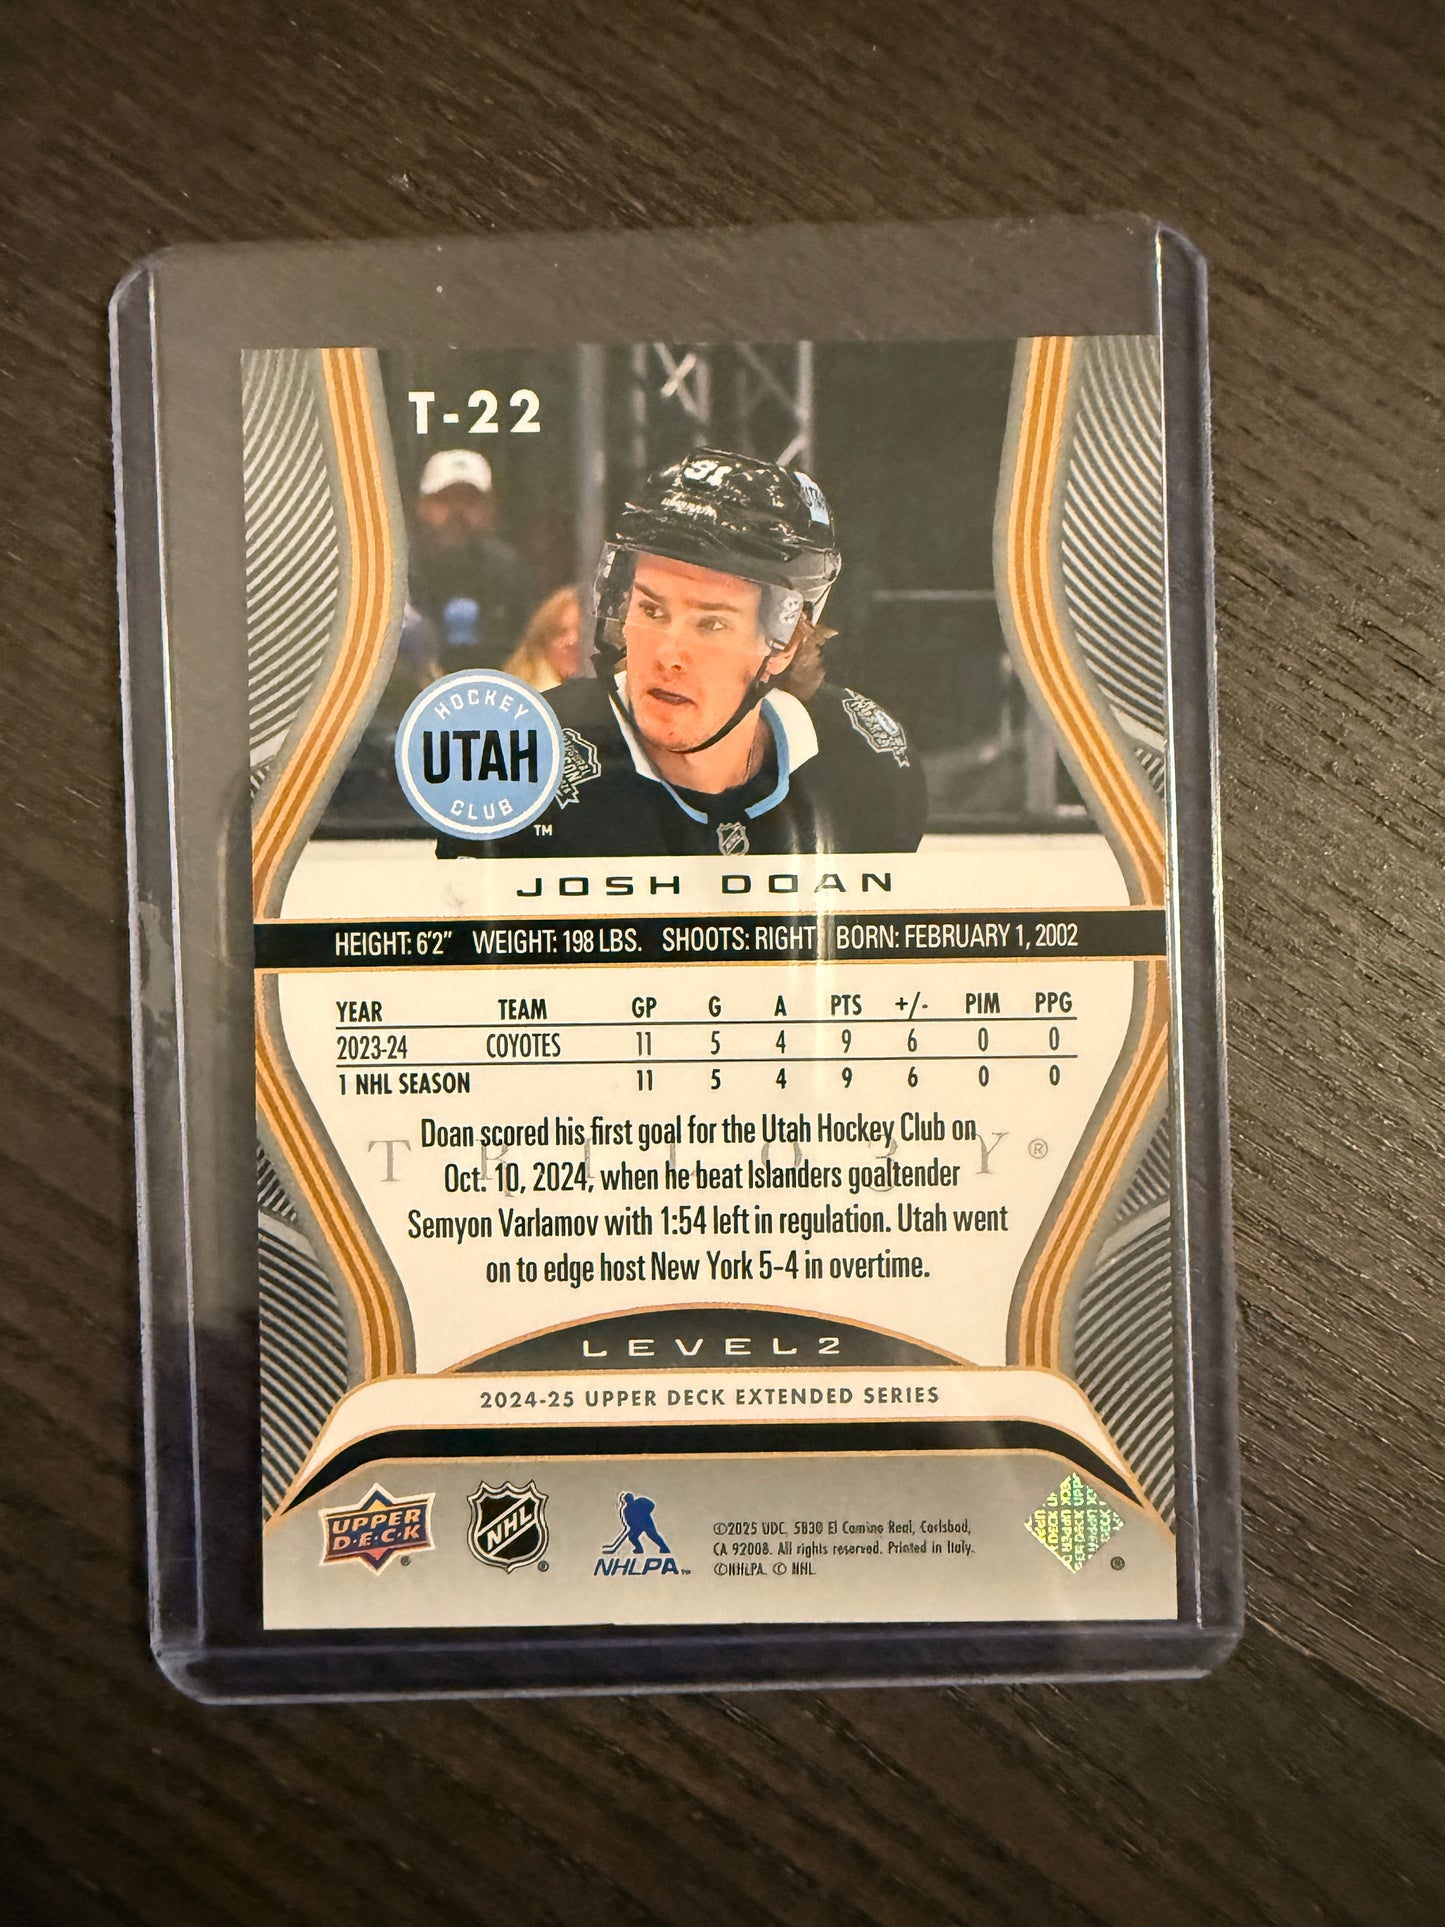 T-22
91
HOCKEY
UTAH
CLUB
TM
JOSH DOAN
HEIGHT: 6'2" WEIGHT: 198 LBS. SHOOTS: RIGHT BORN: FEBRUARY 1, 2002
YEAR TEAM GP G A PTS +/- PIM PPG
2023-24 COYOTES 11 5 4 9 6 0 0
1 NHL SEASON 11 5 4 9 6 0 0
TRILO3Y®
Doan scored his first goal for the Utah Hockey Club on
Oct. 10, 2024, when he beat Islanders goaltender
Semyon Varlamov with 1:54 left in regulation. Utah went
on to edge host New York 5-4 in overtime.
LEVEL 2
2024-25 UPPER DECK EXTENDED SERIES
UPPER
D·E·C·K
®
NHL
®
NHLPA™
©2025 UDC, 5830 El Camino Real, Carlsbad,
CA 92008. All rights reserved. Printed in Italy.
©NHLPA. © NHL
®